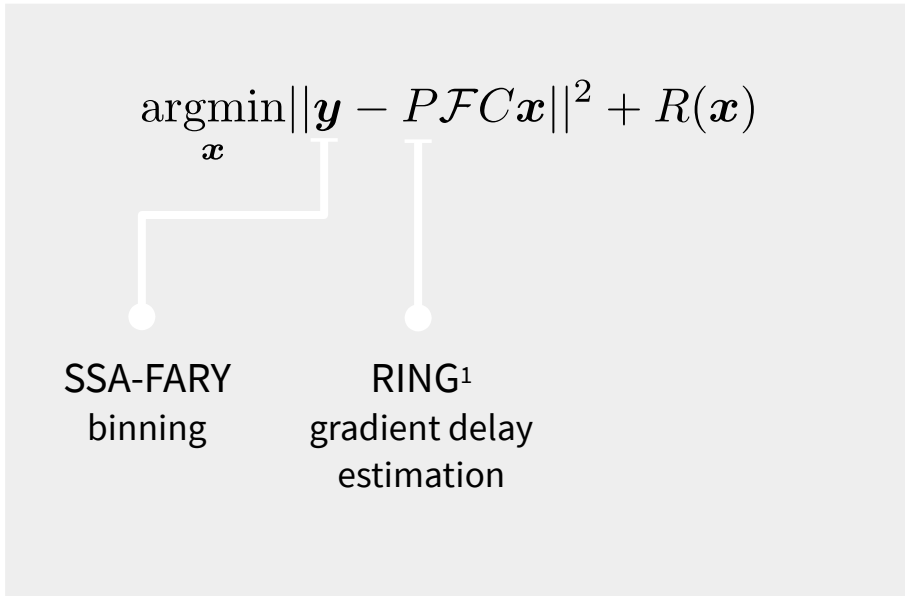 argmin||y − PℱCx||² + R(x)
x
SSA-FARY
binning
RING¹
gradient delay
estimation